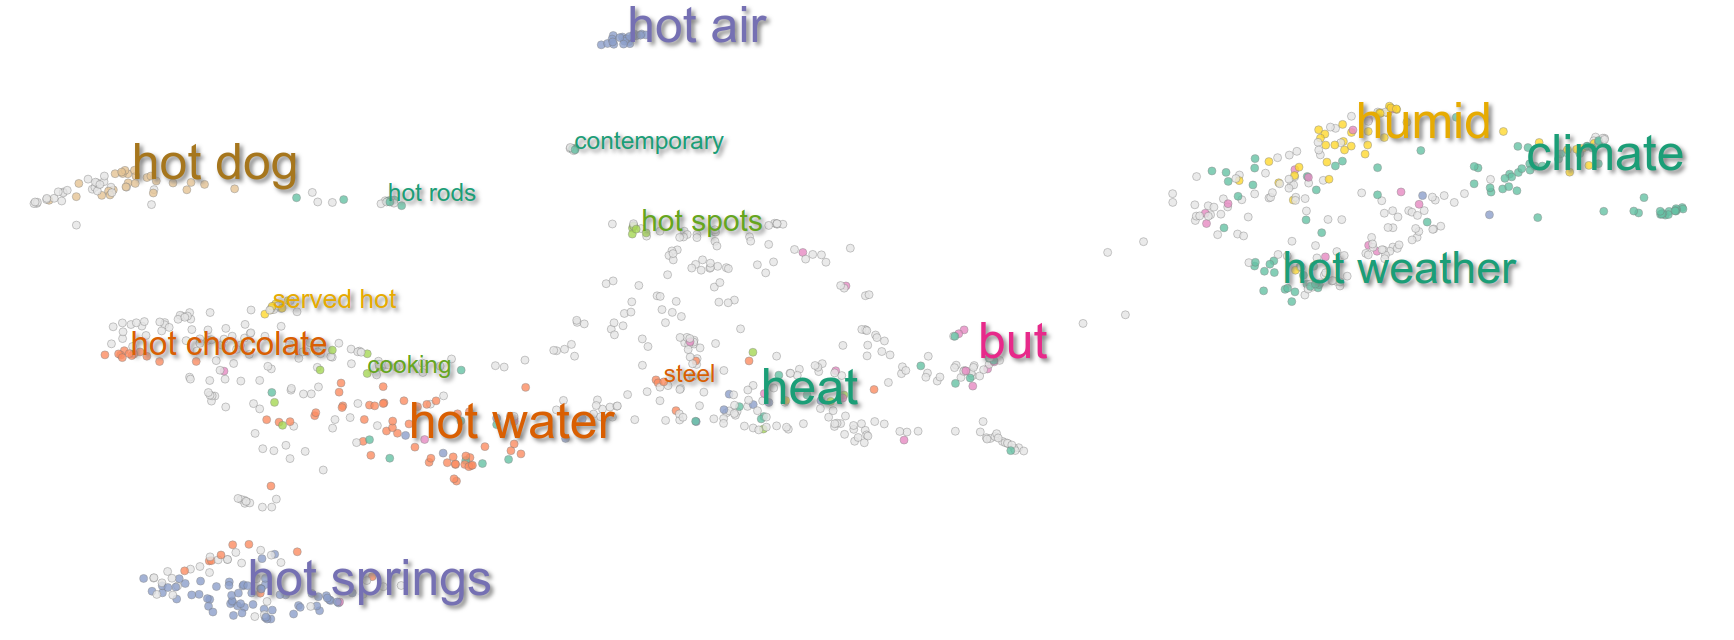 hot air
contemporary
humid
climate
hot dog
hot rods
hot spots
hot weather
served hot
hot chocolate
cooking
steel
but
heat
hot water
hot springs